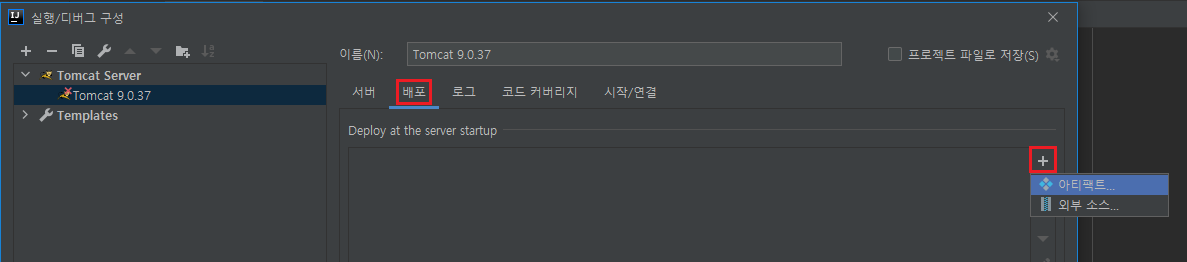 IJ 실행/디버그 구성
이름(N): Tomcat 9.0.37 프로젝트 파일로 저장(S)
Tomcat Server
Tomcat 9.0.37
Templates
서버 배포 로그 코드 커버리지 시작/연결
Deploy at the server startup
아티팩트...
외부 소스...